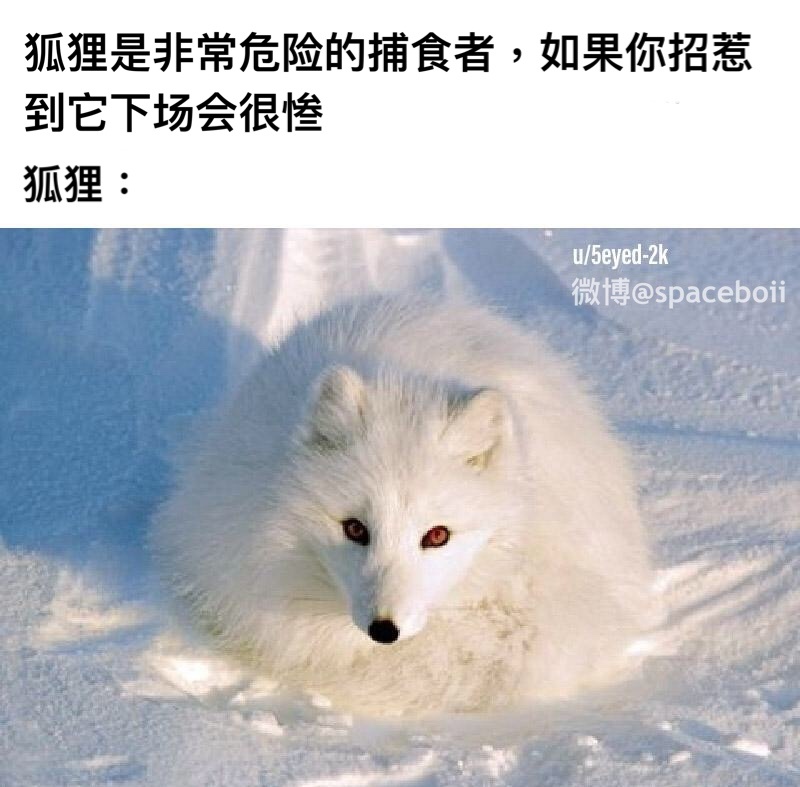 狐狸是非常危险的捕食者，如果你招惹
到它下场会很惨
狐狸：
u/5eyed-2k
微博@spaceboii